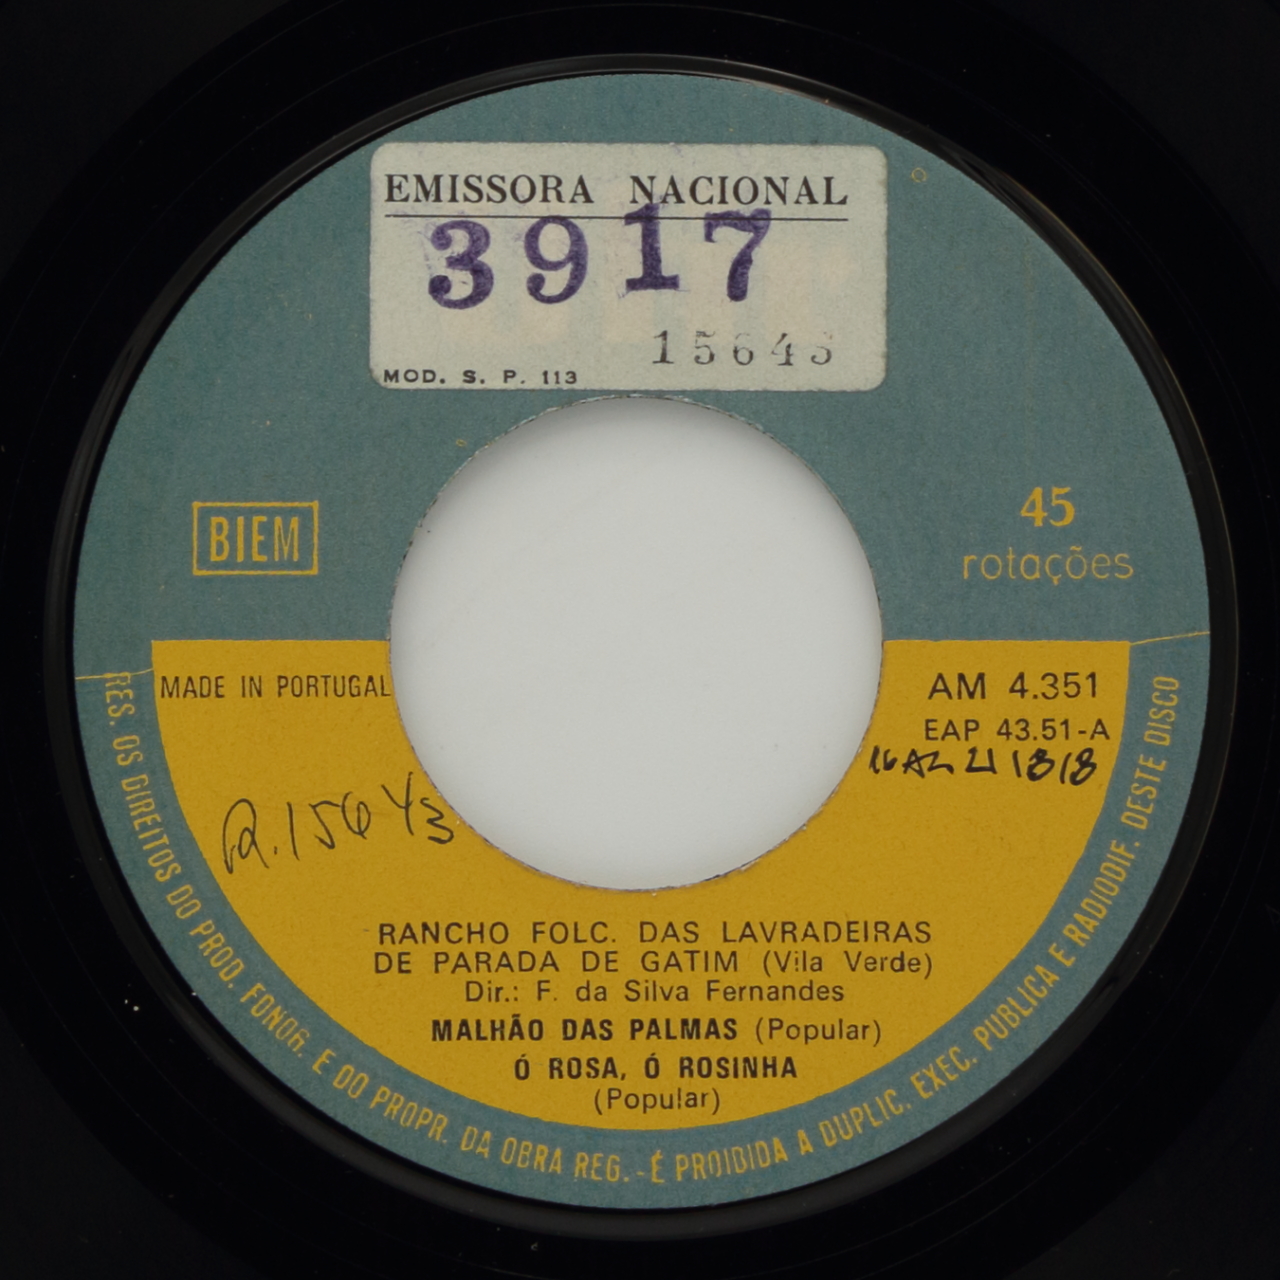 EMISSORA NACIONAL
3917
15643
MOD. S. P. 113
BIEM
45
rotações
MADE IN PORTUGAL
AM 4.351
EAP 43.51-A
R.15643
RANCHO FOLC. DAS LAVRADEIRAS
DE PARADA DE GATIM (Vila Verde)
Dir.: F. da Silva Fernandes
MALHÃO DAS PALMAS (Popular)
Ó ROSA, Ó ROSINHA
(Popular)
RES. OS DIREITOS DO PROD. FONOG. E DO PROPR. DA OBRA REG. - É PROIBIDA A DUPLIC. EXEC. PUBLICA E RADIODIF. DESTE DISCO